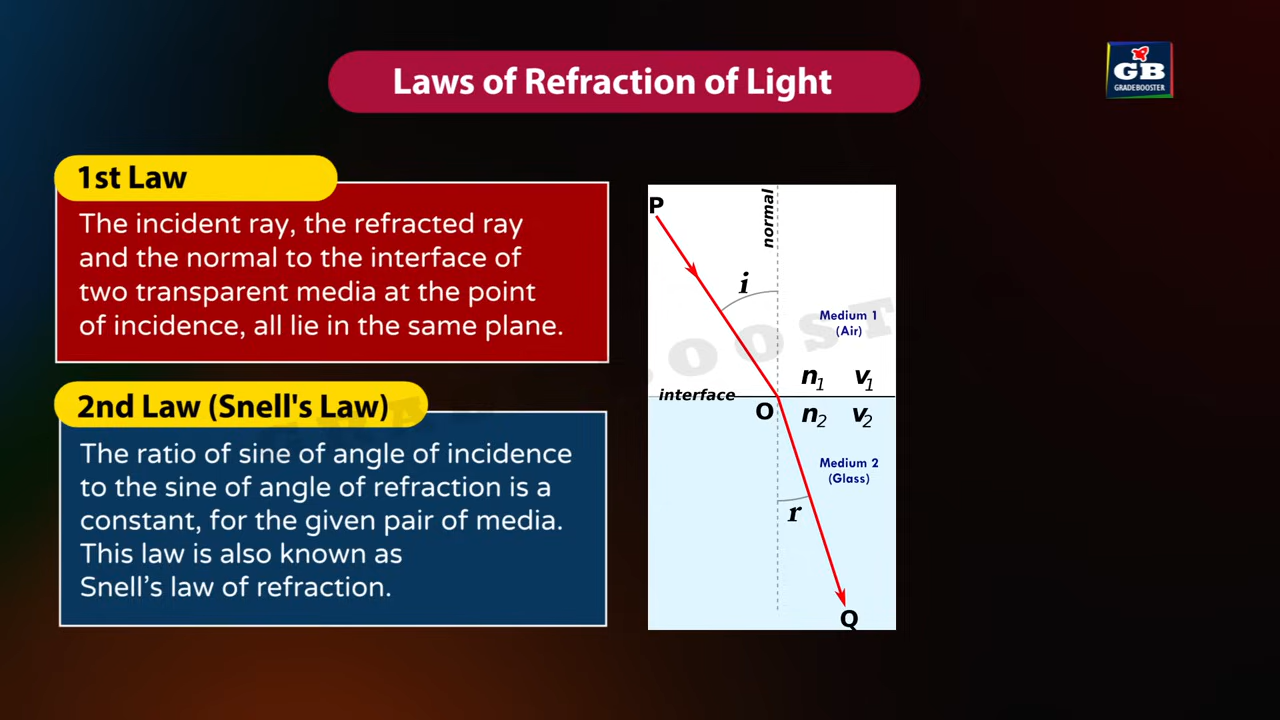 Laws of Refraction of Light
GB
GRADEBOOSTER
1st Law
The incident ray, the refracted ray
and the normal to the interface of
two transparent media at the point
of incidence, all lie in the same plane.
2nd Law (Snell's Law)
The ratio of sine of angle of incidence
to the sine of angle of refraction is a
constant, for the given pair of media.
This law is also known as
Snell’s law of refraction.
P
normal
i
Medium 1
(Air)
n1 v1
interface
O
n2 v2
Medium 2
(Glass)
r
Q